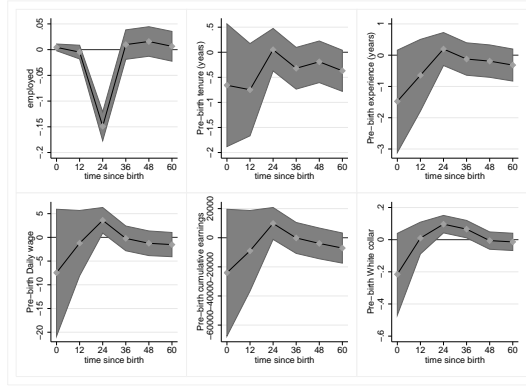 employed
-.2 -.15 -.1 -.05 0 .05
0 12 24 36 48 60
time since birth
Pre-birth tenure (years)
-2 -1.5 -1 -.5 0 .5
0 12 24 36 48 60
time since birth
Pre-birth experience (years)
-3 -2 -1 0 1
0 12 24 36 48 60
time since birth
Pre-birth Daily wage
-20 -15 -10 -5 0 5
0 12 24 36 48 60
time since birth
Pre-birth cumulative earnings
-60000 -40000 -20000 0 20000
0 12 24 36 48 60
time since birth
Pre-birth White collar
-.6 -.4 -.2 0 .2
0 12 24 36 48 60
time since birth